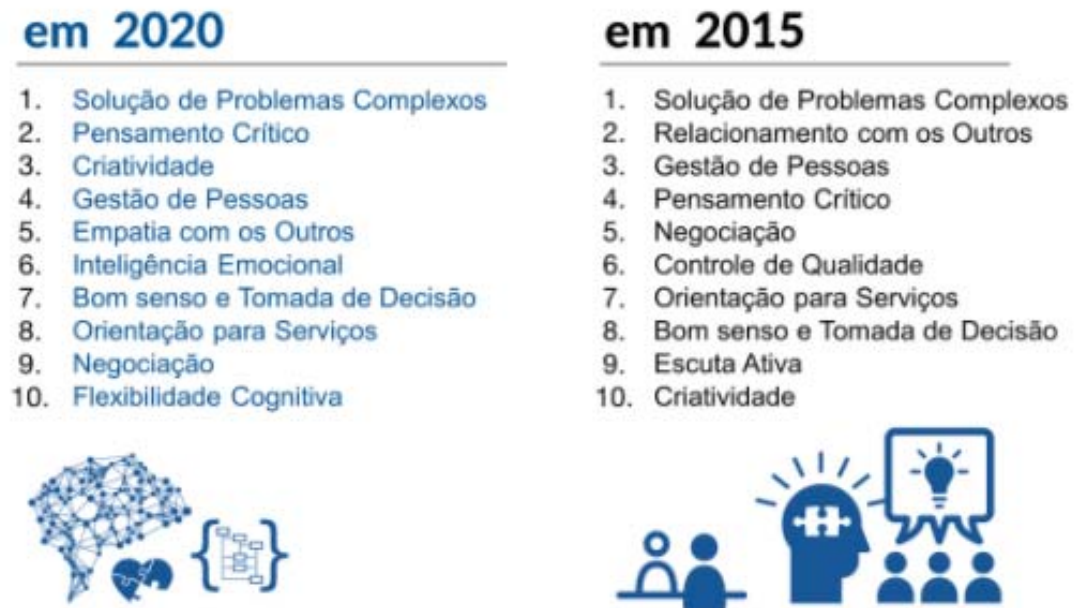 em 2020
1. Solução de Problemas Complexos
2. Pensamento Crítico
3. Criatividade
4. Gestão de Pessoas
5. Empatia com os Outros
6. Inteligência Emocional
7. Bom senso e Tomada de Decisão
8. Orientação para Serviços
9. Negociação
10. Flexibilidade Cognitiva
em 2015
1. Solução de Problemas Complexos
2. Relacionamento com os Outros
3. Gestão de Pessoas
4. Pensamento Crítico
5. Negociação
6. Controle de Qualidade
7. Orientação para Serviços
8. Bom senso e Tomada de Decisão
9. Escuta Ativa
10. Criatividade